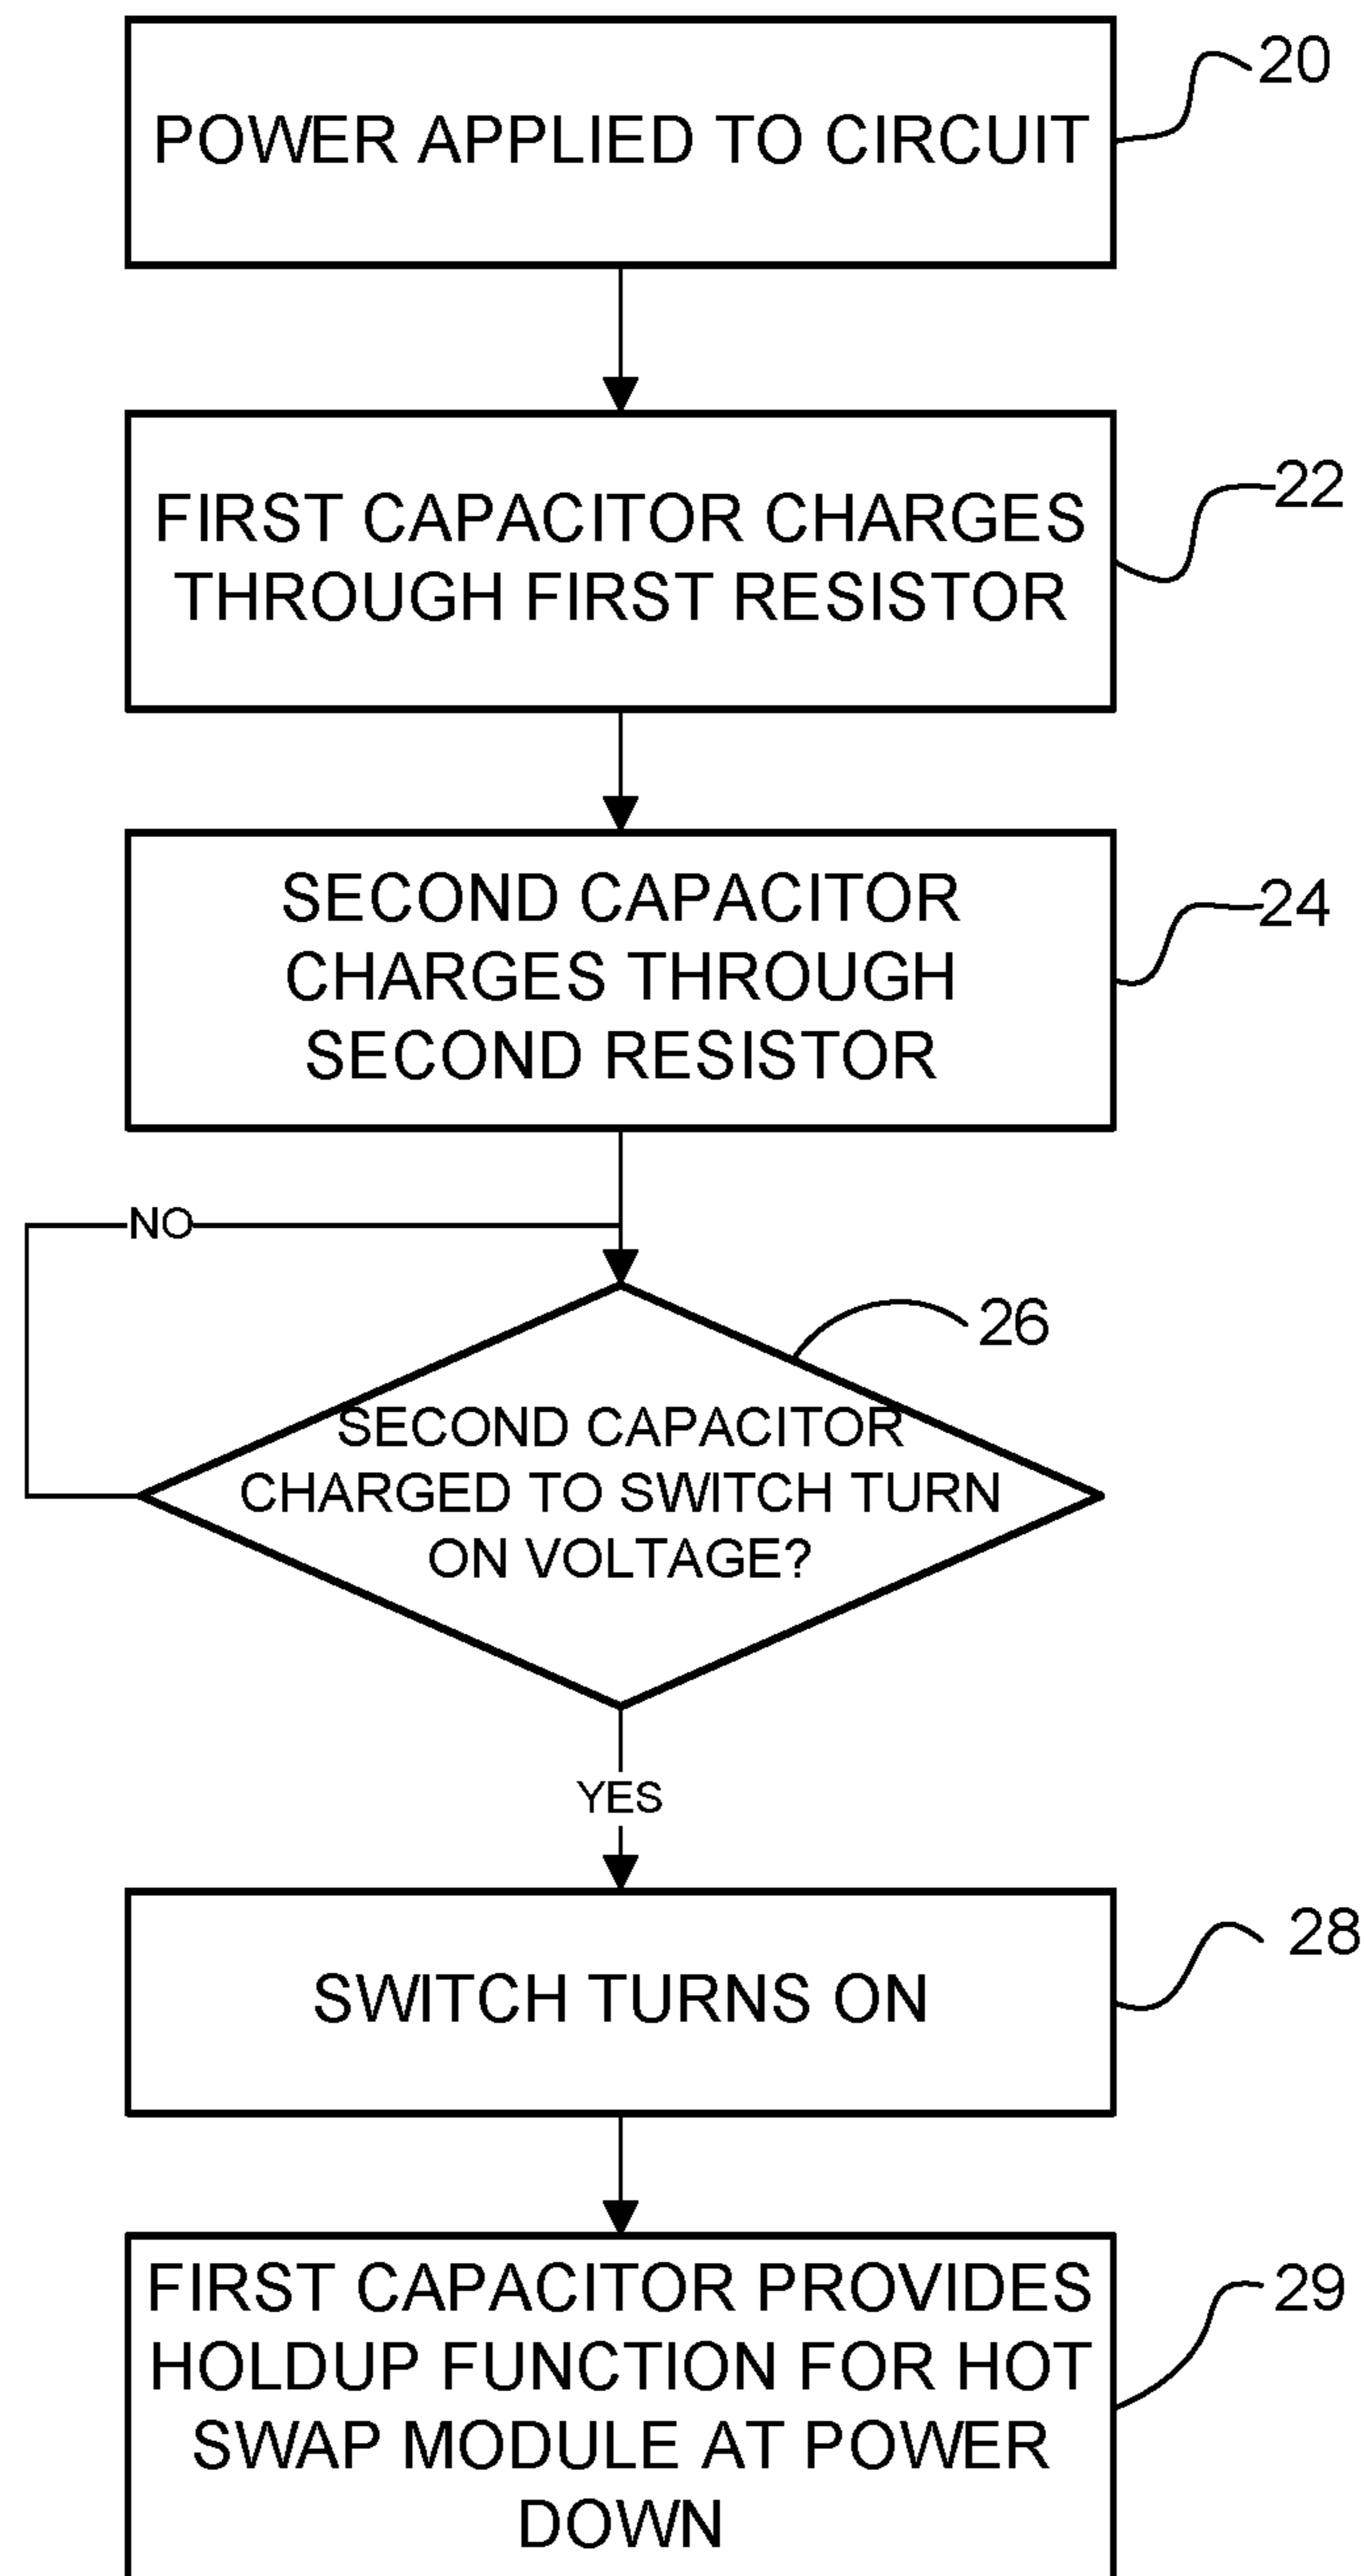 POWER APPLIED TO CIRCUIT
20
FIRST CAPACITOR CHARGES
THROUGH FIRST RESISTOR
22
SECOND CAPACITOR
CHARGES THROUGH
SECOND RESISTOR
24
NO
26
SECOND CAPACITOR
CHARGED TO SWITCH TURN
ON VOLTAGE?
YES
SWITCH TURNS ON
28
FIRST CAPACITOR PROVIDES
HOLDUP FUNCTION FOR HOT
SWAP MODULE AT POWER
DOWN
29